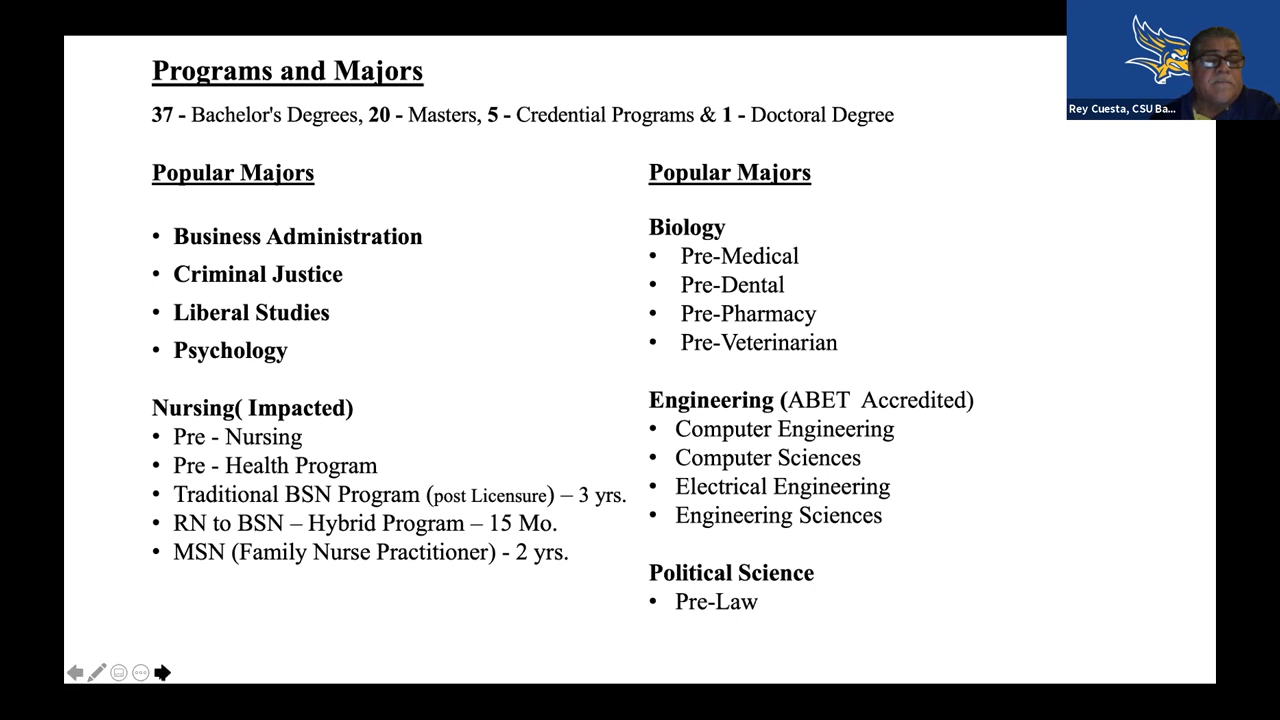 Programs and Majors
37 - Bachelor's Degrees, 20 - Masters, 5 - Credential Programs & 1 - Doctoral Degree
Popular Majors
• Business Administration
• Criminal Justice
• Liberal Studies
• Psychology
Nursing( Impacted)
• Pre - Nursing
• Pre - Health Program
• Traditional BSN Program (post Licensure) – 3 yrs.
• RN to BSN – Hybrid Program – 15 Mo.
• MSN (Family Nurse Practitioner) - 2 yrs.
Popular Majors
Biology
• Pre-Medical
• Pre-Dental
• Pre-Pharmacy
• Pre-Veterinarian
Engineering (ABET Accredited)
• Computer Engineering
• Computer Sciences
• Electrical Engineering
• Engineering Sciences
Political Science
• Pre-Law
Rey Cuesta, CSU Ba...